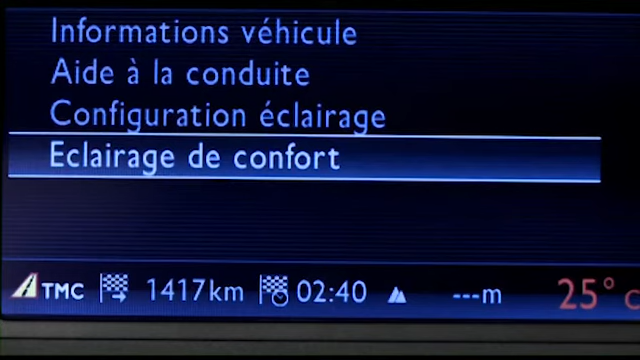 Informations véhicule
Aide à la conduite
Configuration éclairage
Eclairage de confort
TMC 1417km 02:40 ---m 25° C